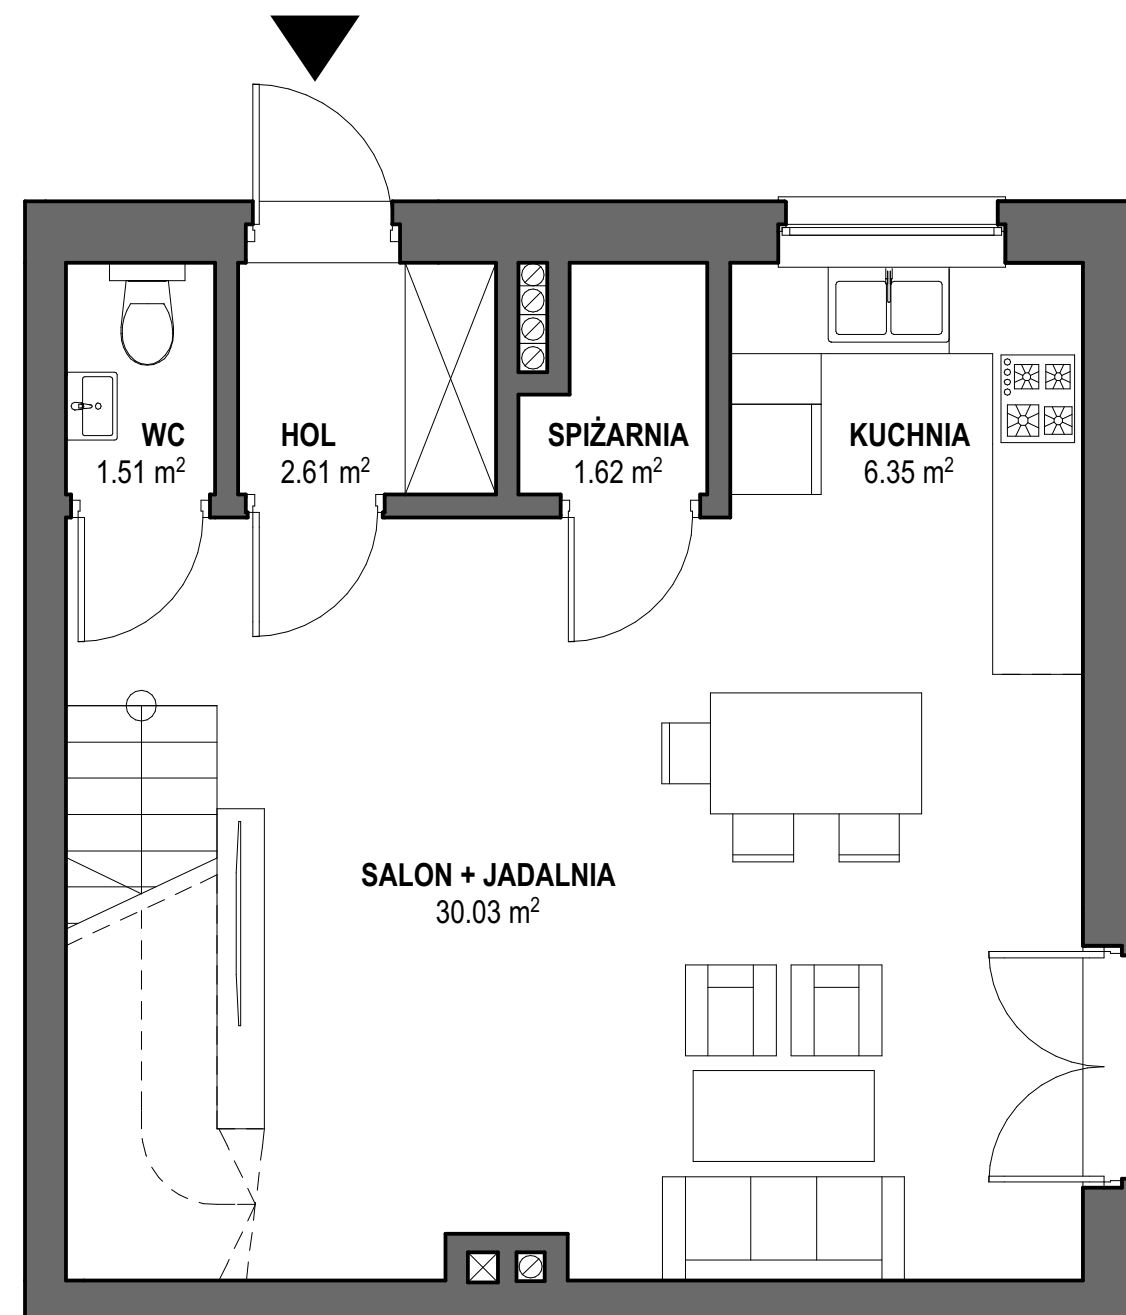 WC
1.51 m²
HOL
2.61 m²
SPIŻARNIA
1.62 m²
KUCHNIA
6.35 m²
SALON + JADALNIA
30.03 m²